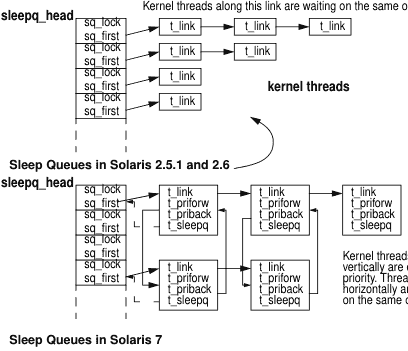 Kernel threads along this link are waiting on the same o
sleepq_head
sq_lock
sq_first
sq_lock
sq_first
sq_lock
sq_first
sq_lock
sq_first
t_link
t_link
t_link
t_link
t_link
t_link
t_link
kernel threads
Sleep Queues in Solaris 2.5.1 and 2.6
sleepq_head
sq_lock
sq_first
sq_lock
sq_first
sq_lock
sq_first
sq_lock
sq_first
t_link
t_priforw
t_priback
t_sleepq
t_link
t_priforw
t_priback
t_sleepq
t_link
t_priforw
t_priback
t_sleepq
t_link
t_priforw
t_priback
t_sleepq
t_link
t_priforw
t_priback
t_sleepq
Kernel threads
vertically are o
priority. Threa
horizontally ar
on the same o
Sleep Queues in Solaris 7